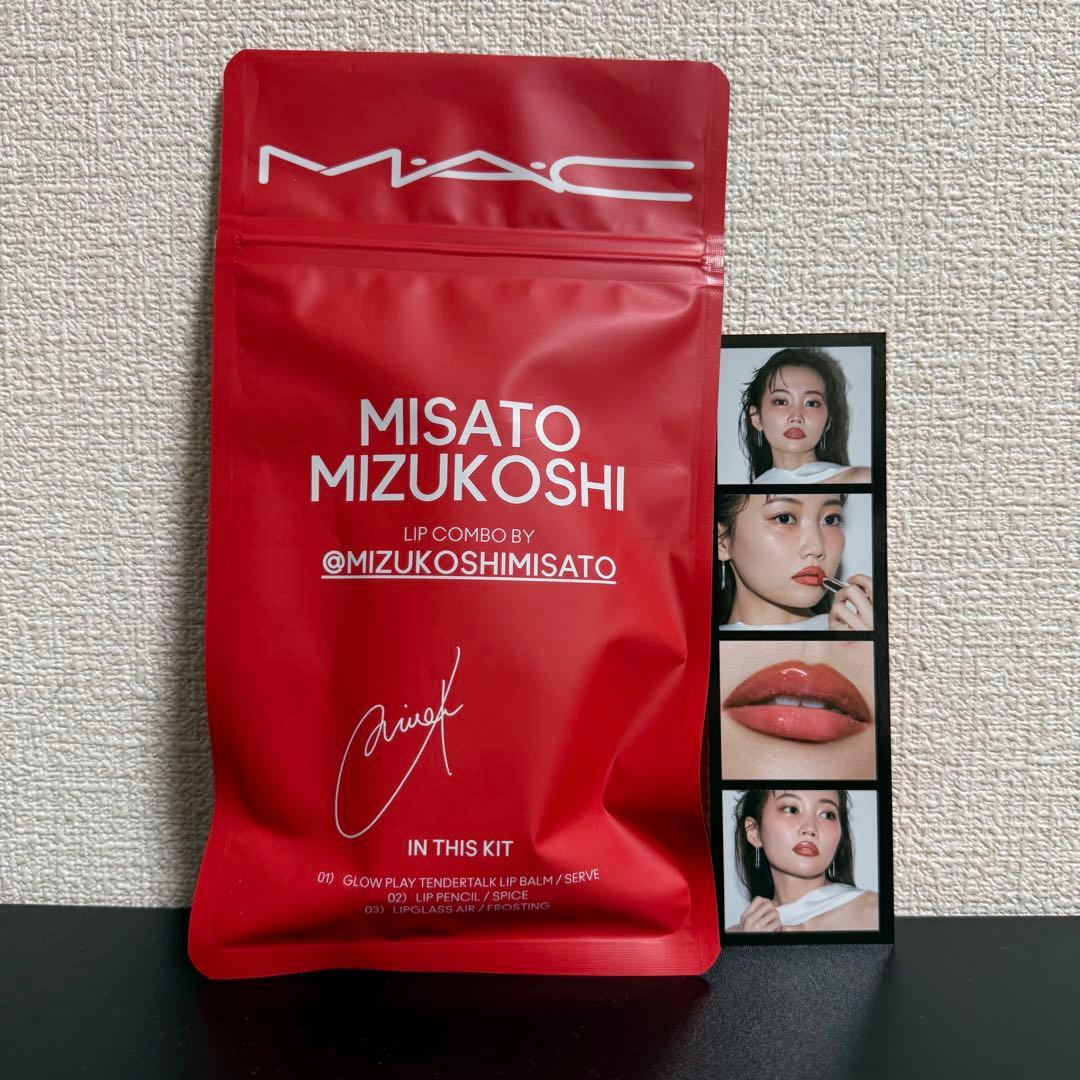 M·A·C
MISATO
MIZUKOSHI
LIP COMBO BY
@MIZUKOSHIMISATO
IN THIS KIT
01) GLOW PLAY TENDERTALK LIP BALM / SERVE
02) LIP PENCIL / SPICE
03) LIPGLASS AIR / FROSTING